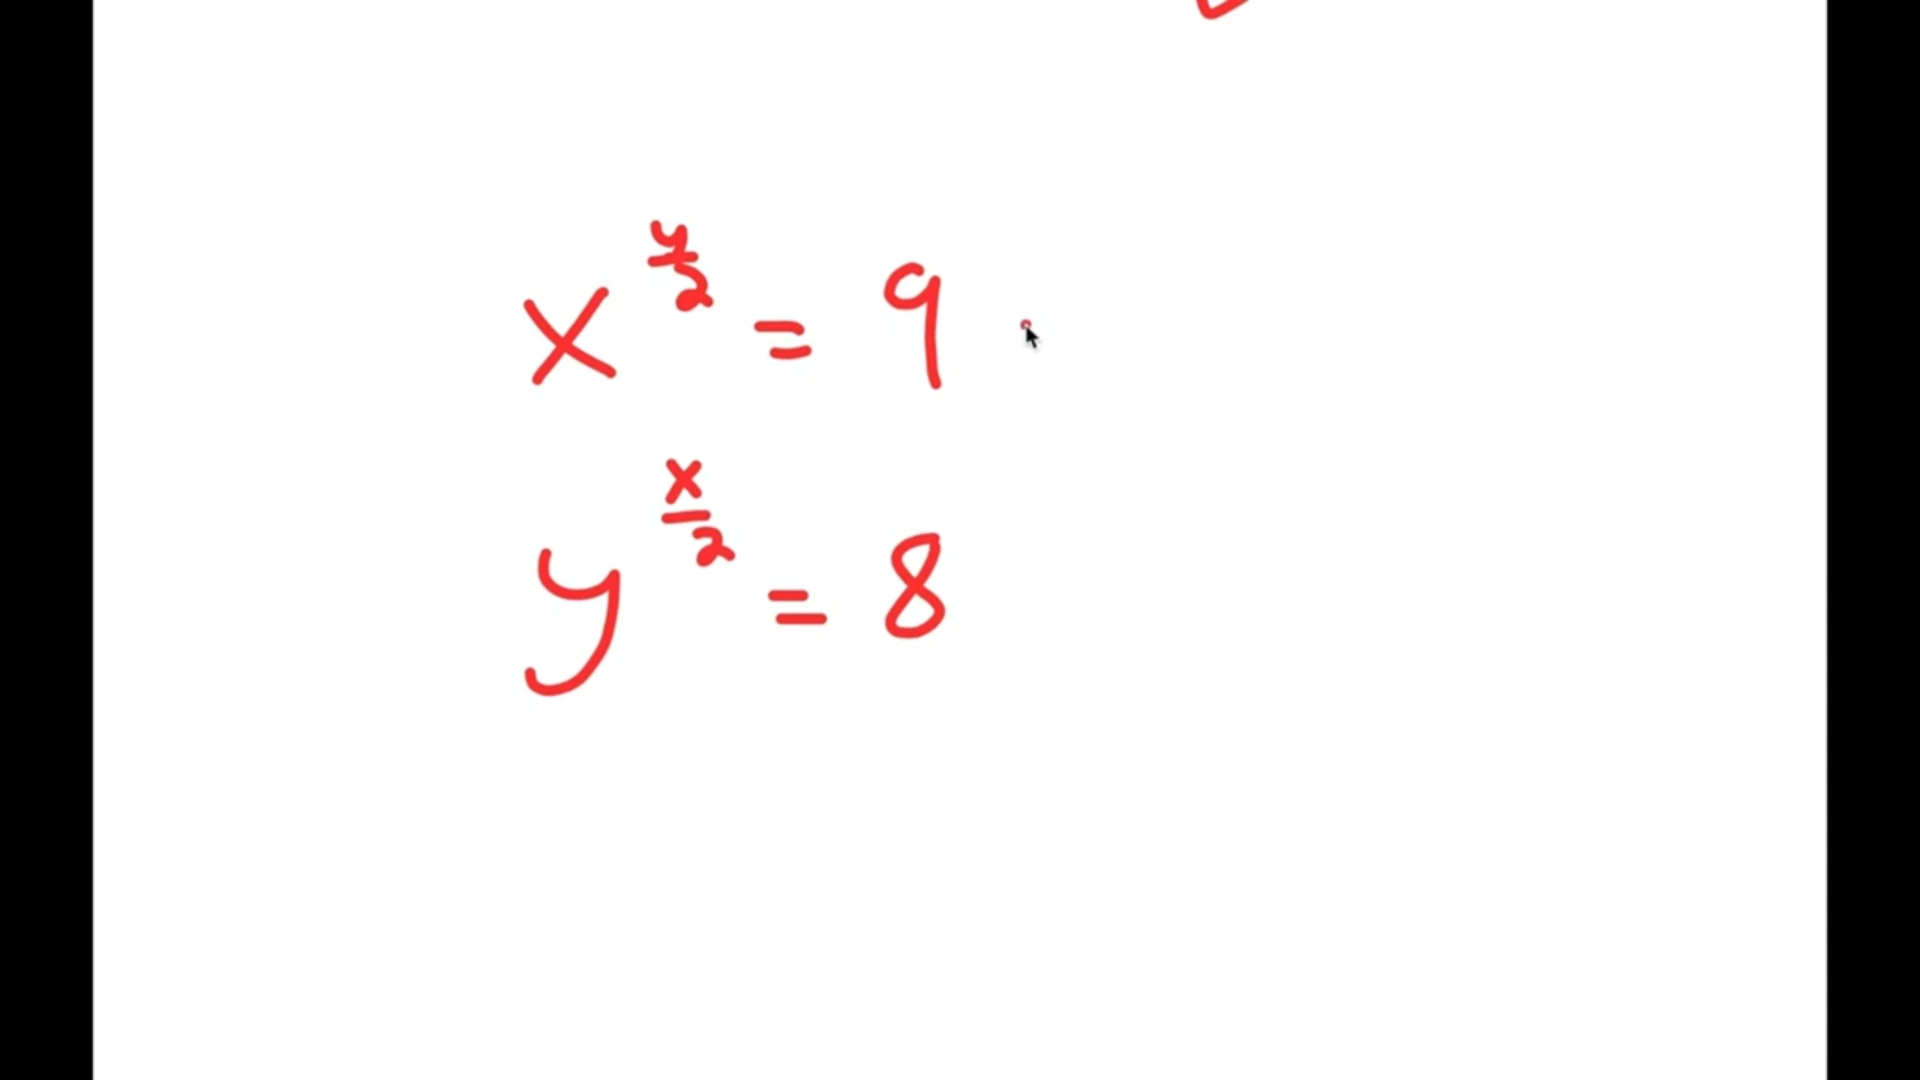 x^{y/2} = 9
y^{x/2} = 8